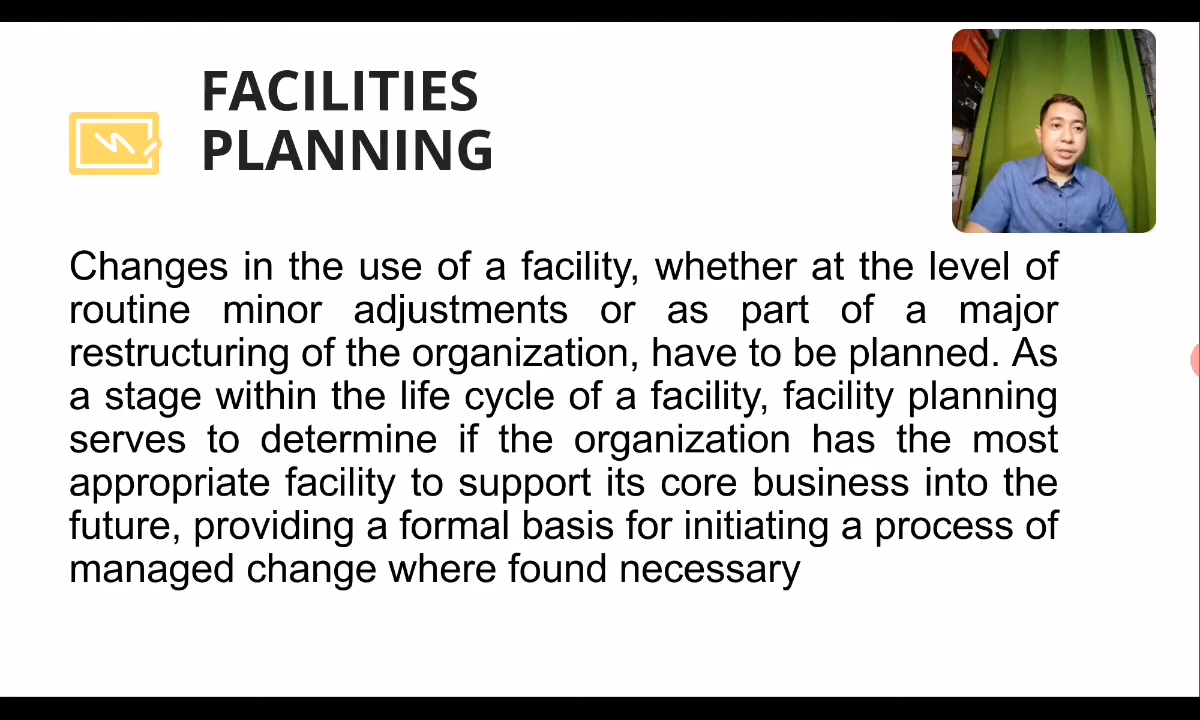 FACILITIES
PLANNING
Changes in the use of a facility, whether at the level of
routine minor adjustments or as part of a major
restructuring of the organization, have to be planned. As
a stage within the life cycle of a facility, facility planning
serves to determine if the organization has the most
appropriate facility to support its core business into the
future, providing a formal basis for initiating a process of
managed change where found necessary